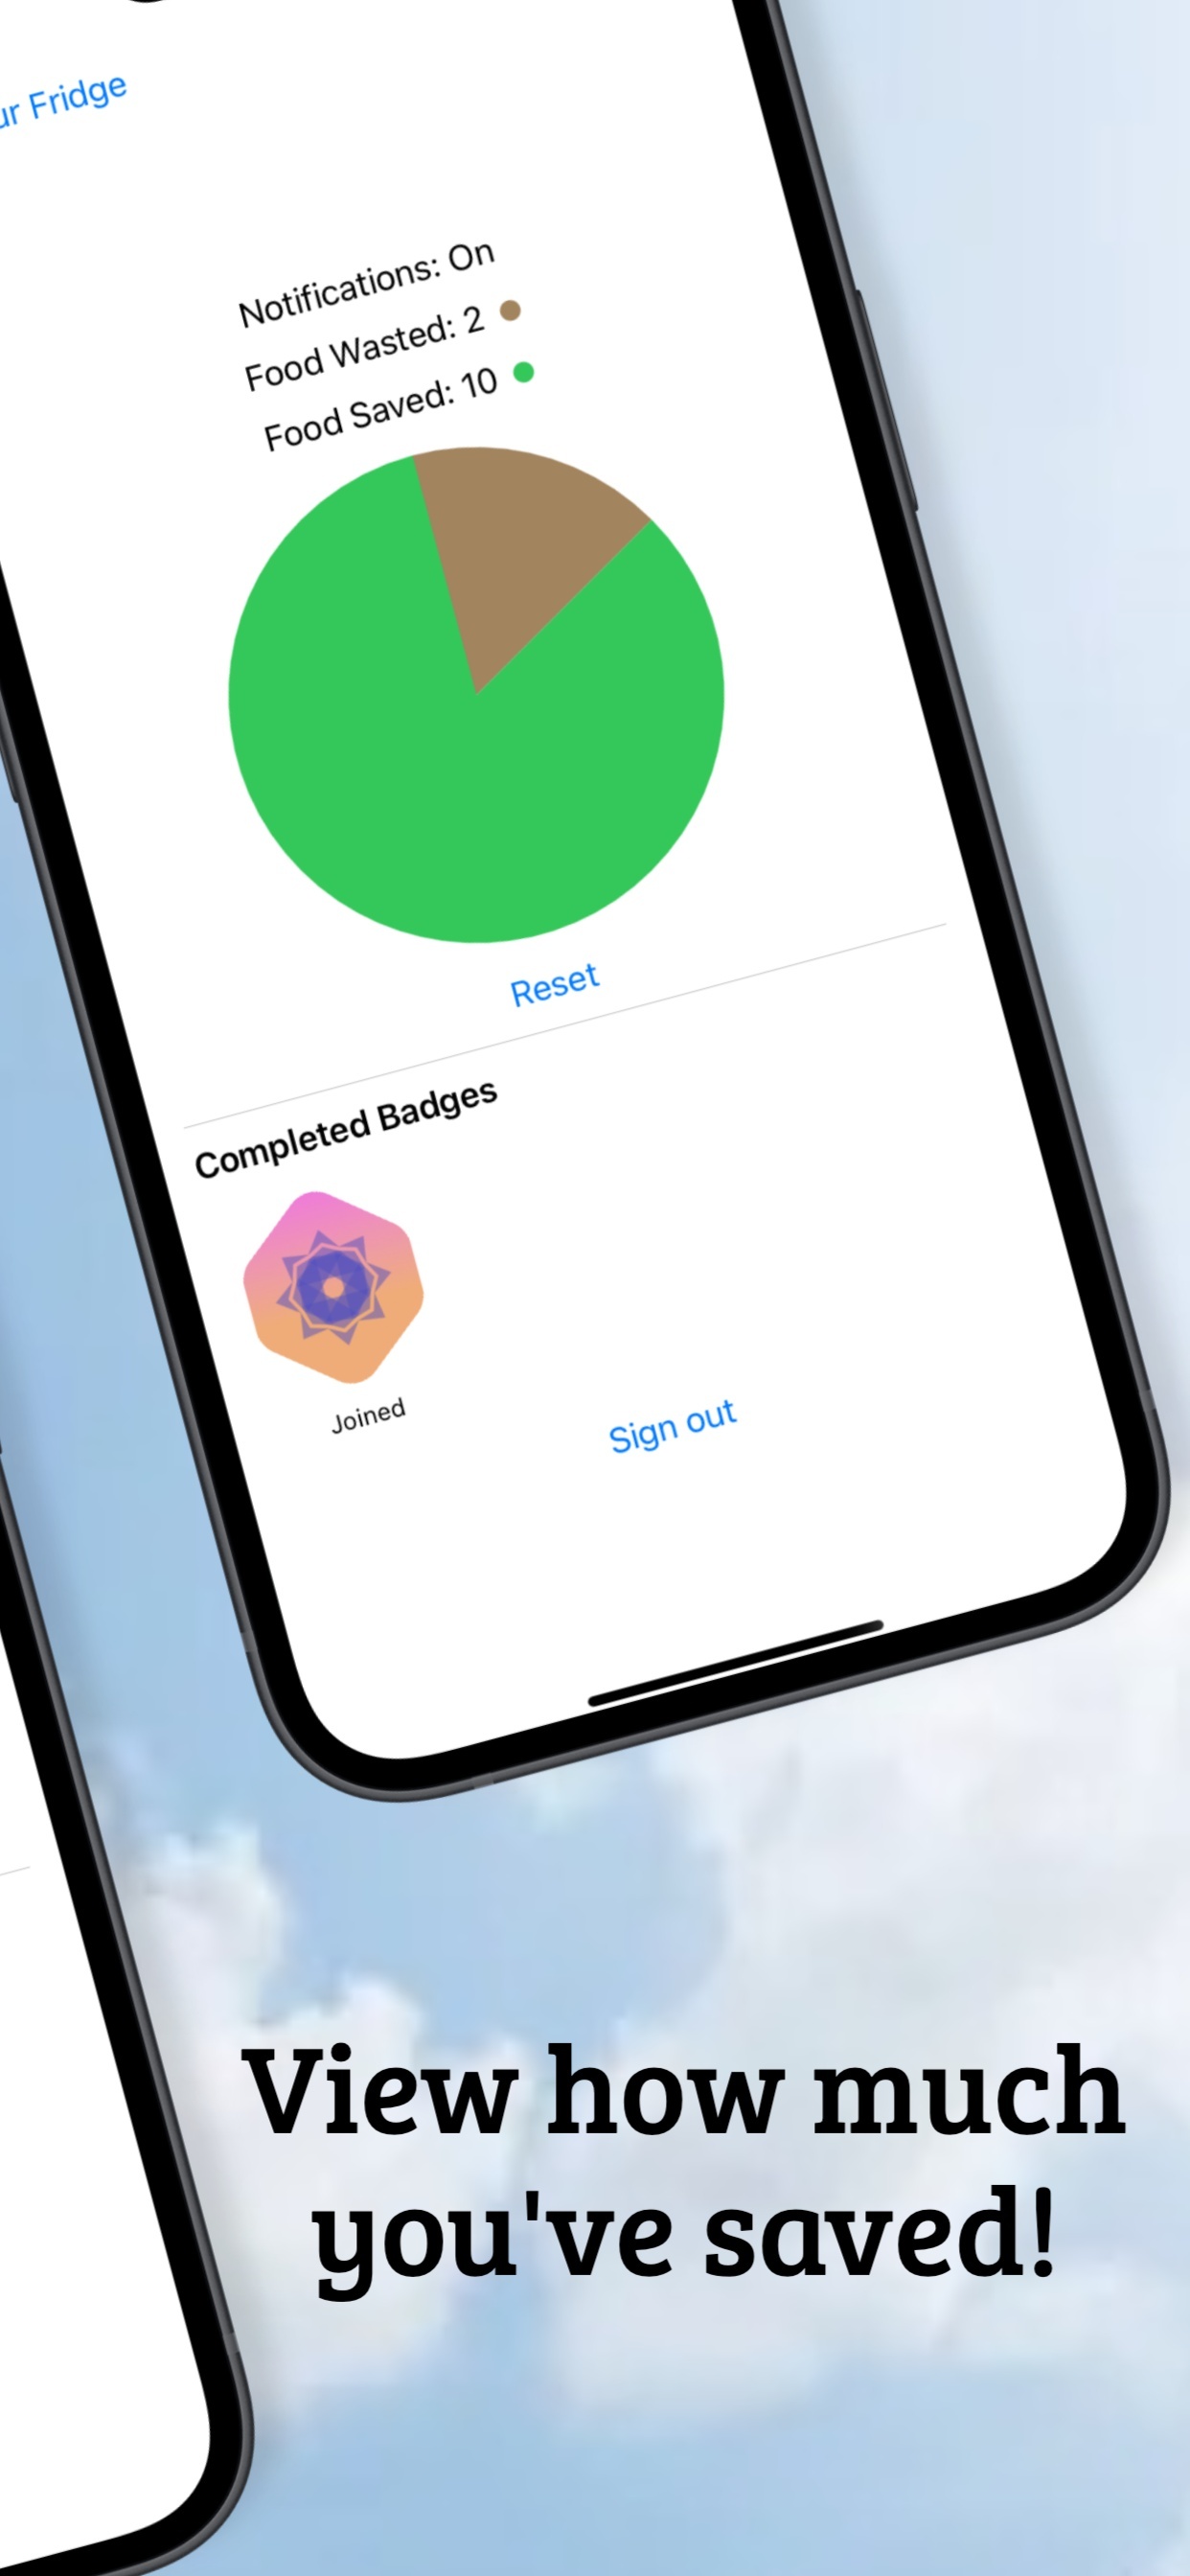 Fridge
Notifications: On
Food Wasted: 2
Food Saved: 10
Reset
Completed Badges
Joined
Sign out
View how much
you've saved!